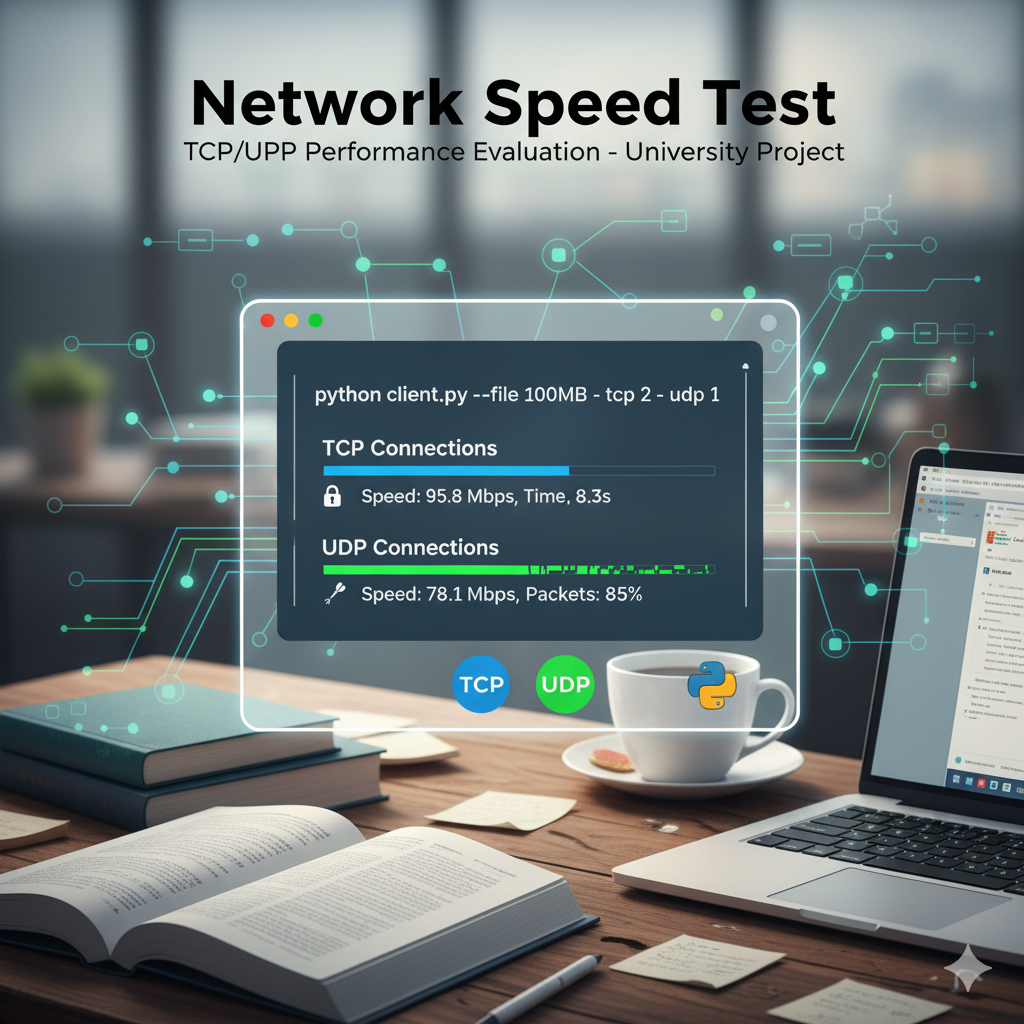 Network Speed Test
TCP/UPP Performance Evaluation - University Project
python client.py --file 100MB - tcp 2 - udp 1
TCP Connections
Speed: 95.8 Mbps, Time, 8.3s
UDP Connections
Speed: 78.1 Mbps, Packets: 85%
TCP
UDP